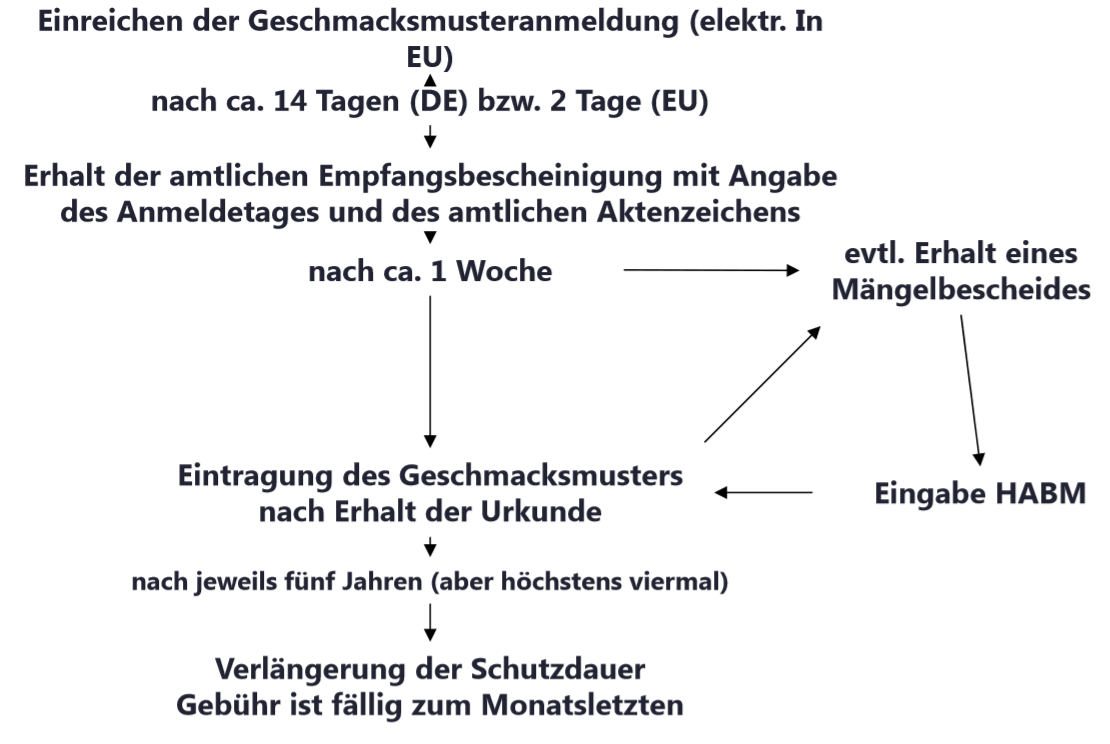 Einreichen der Geschmacksmusteranmeldung (elektr. In
EU)
nach ca. 14 Tagen (DE) bzw. 2 Tage (EU)
Erhalt der amtlichen Empfangsbescheinigung mit Angabe
des Anmeldetages und des amtlichen Aktenzeichens
nach ca. 1 Woche
evtl. Erhalt eines
Mängelbescheides
Eintragung des Geschmacksmusters
nach Erhalt der Urkunde
Eingabe HABM
nach jeweils fünf Jahren (aber höchstens viermal)
Verlängerung der Schutzdauer
Gebühr ist fällig zum Monatsletzten